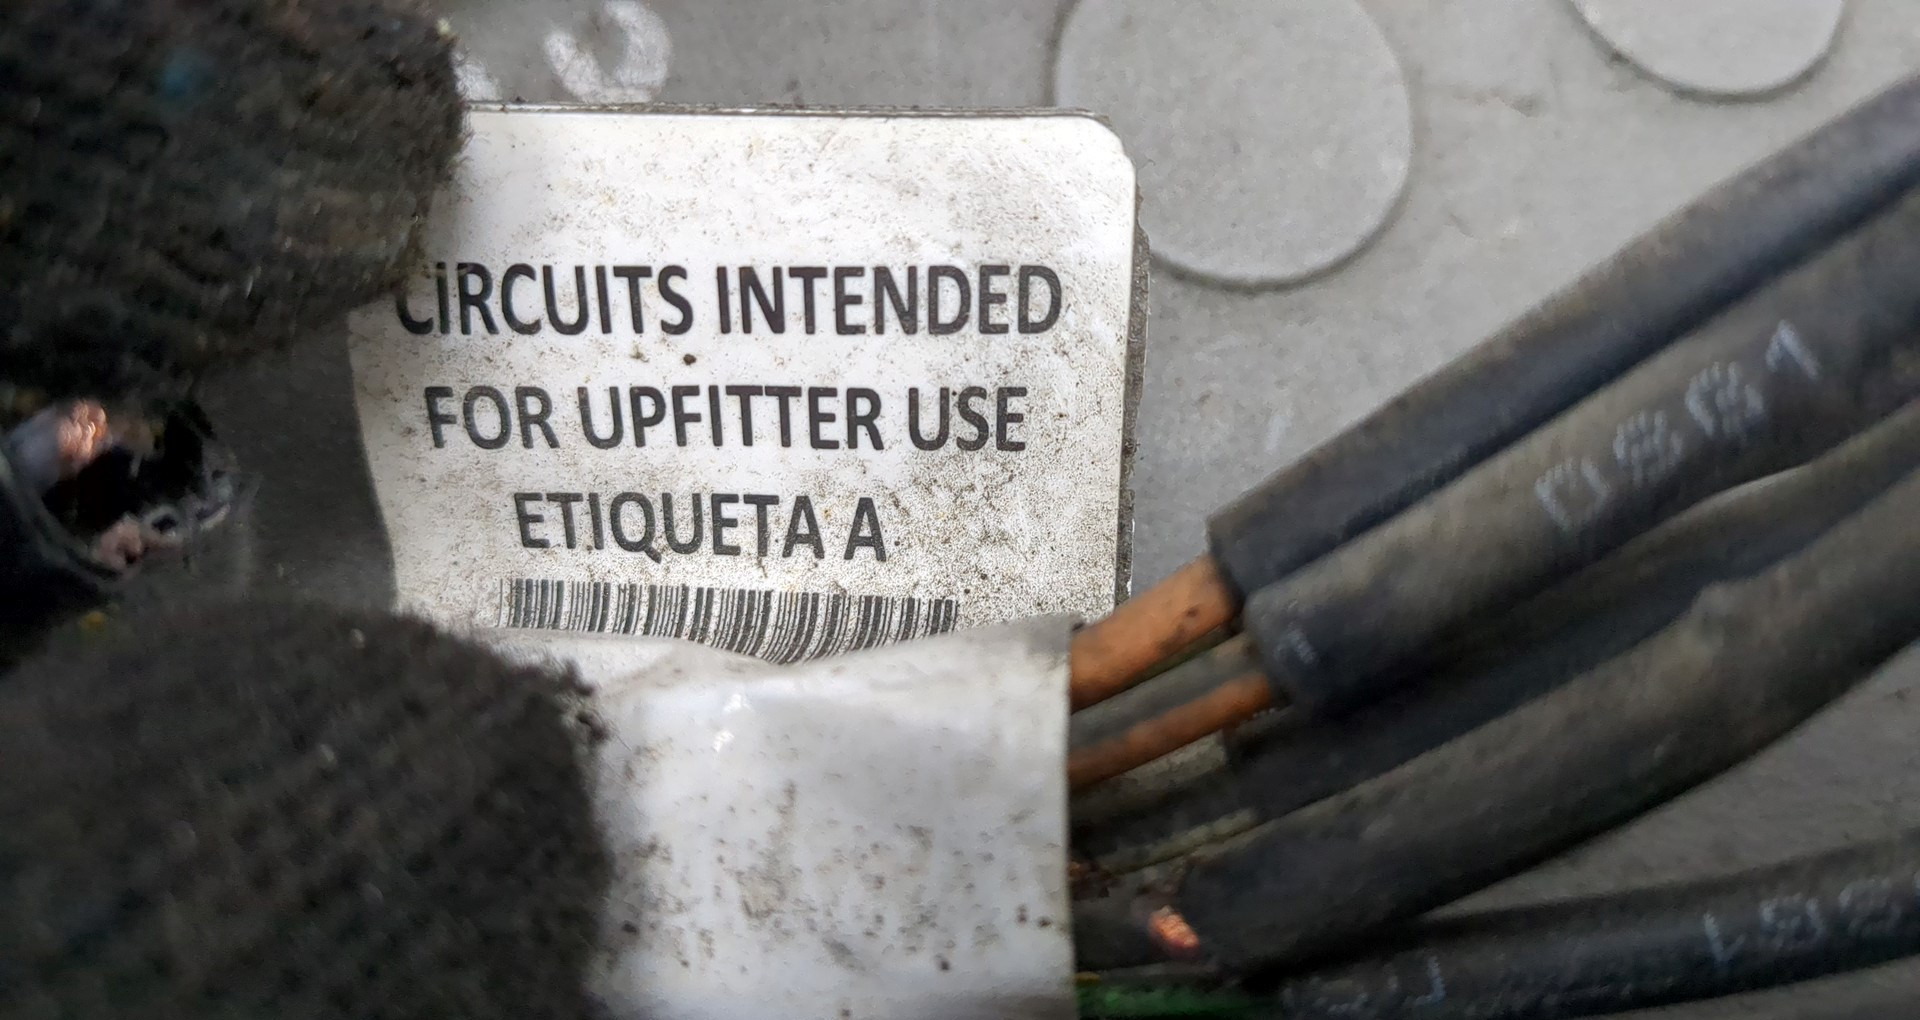 CIRCUITS INTENDED
FOR UPFITTER USE
ETIQUETA A